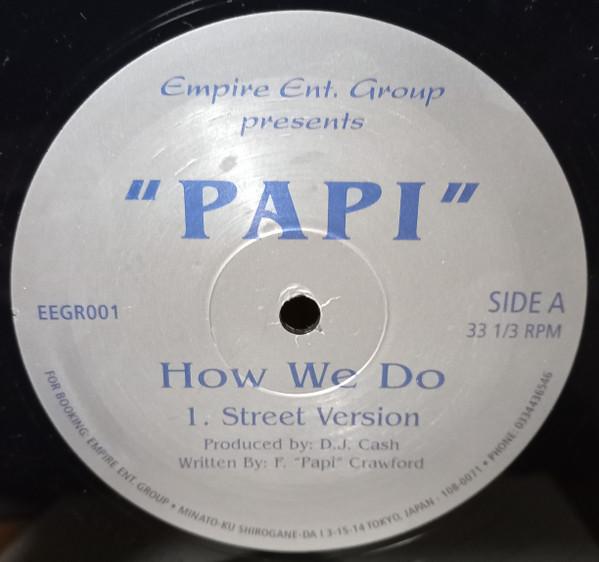 Empire Ent. Group
presents
"PAPI"
EEGR001
SIDE A
33 1/3 RPM
How We Do
1. Street Version
Produced by: D.J. Cash
Written By: F. "Papi" Crawford
FOR BOOKING: EMPIRE ENT. GROUP • MINATO-KU SHIROGANE-DA I 3-15-14 TOKYO, JAPAN - 108-0071 • PHONE: 0334436546